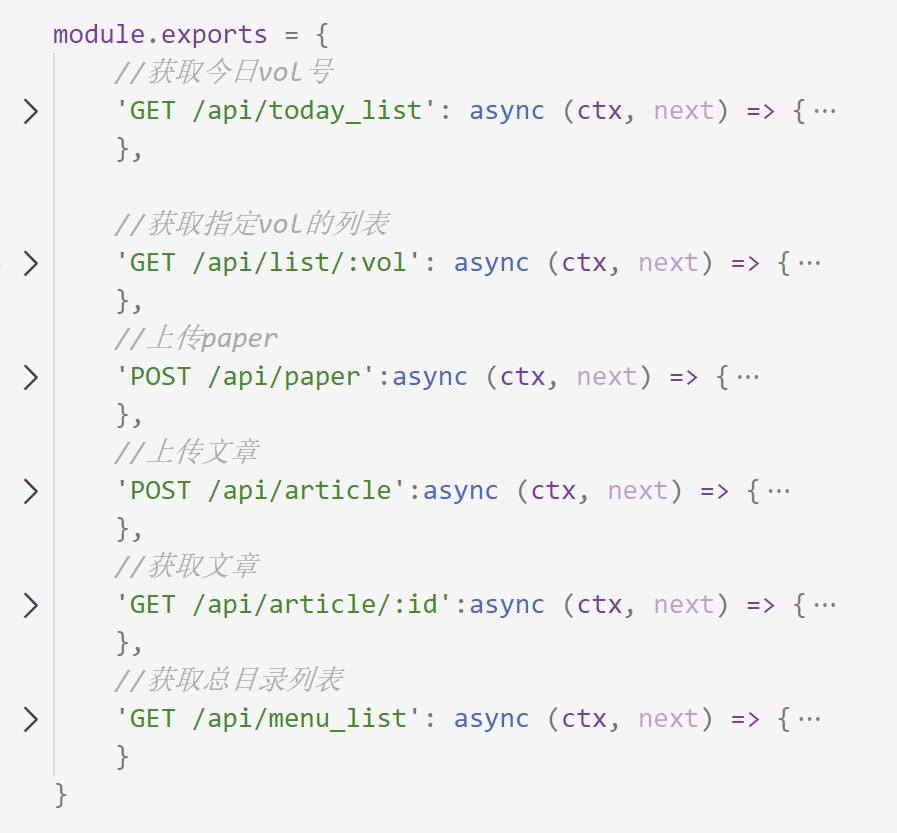 module.exports = {
//获取今日vol号
'GET /api/today_list': async (ctx, next) => {···
},
//获取指定vol的列表
'GET /api/list/:vol': async (ctx, next) => {···
},
//上传paper
'POST /api/paper':async (ctx, next) => {···
},
//上传文章
'POST /api/article':async (ctx, next) => {···
},
//获取文章
'GET /api/article/:id':async (ctx, next) => {···
},
//获取总目录列表
'GET /api/menu_list': async (ctx, next) => {···
}
}